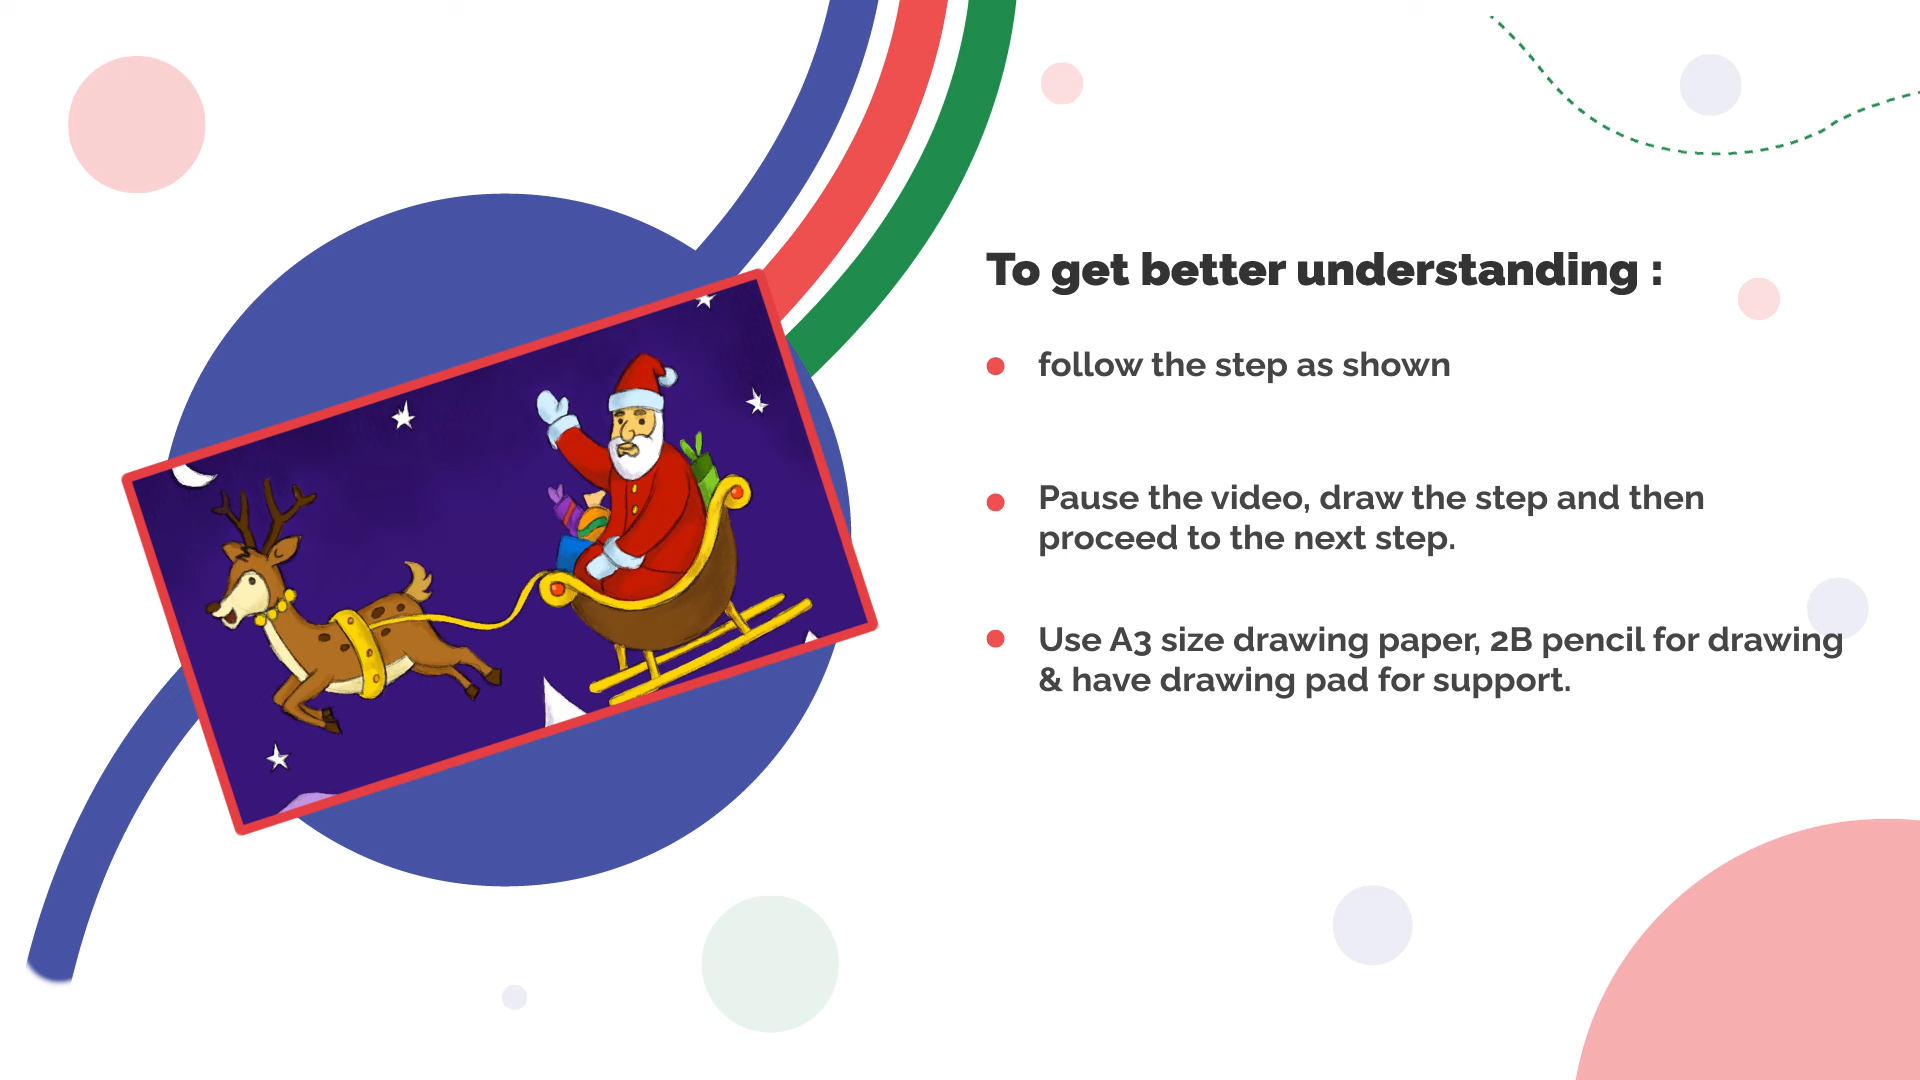 To get better understanding :
follow the step as shown
Pause the video, draw the step and then
proceed to the next step.
Use A3 size drawing paper, 2B pencil for drawing
& have drawing pad for support.